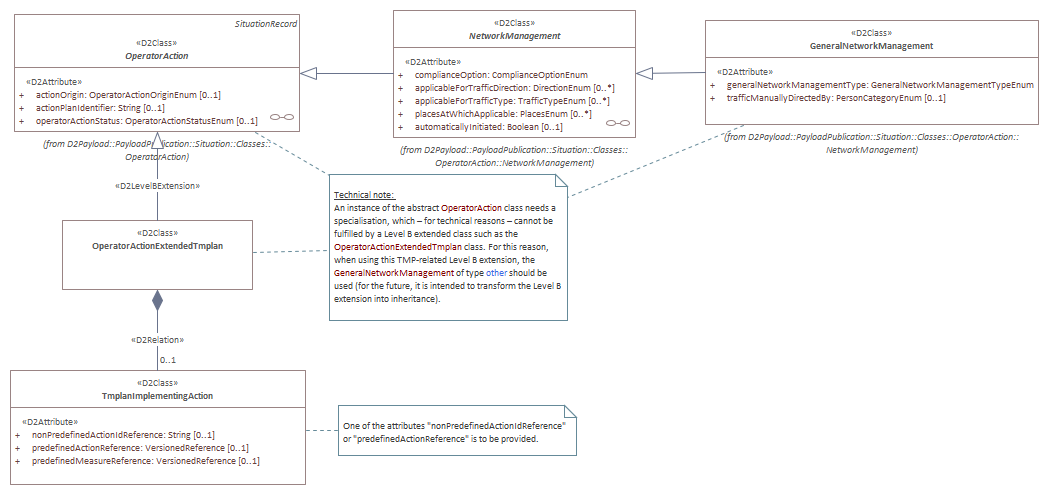 SituationRecord
«D2Class»
OperatorAction
«D2Attribute»
+ actionOrigin: OperatorActionOriginEnum [0..1]
+ actionPlanIdentifier: String [0..1]
+ operatorActionStatus: OperatorActionStatusEnum [0..1]
(from D2Payload::PayloadPublication::Situation::Classes::
OperatorAction)
«D2Class»
NetworkManagement
«D2Attribute»
+ complianceOption: ComplianceOptionEnum
+ applicableForTrafficDirection: DirectionEnum [0..*]
+ applicableForTrafficType: TrafficTypeEnum [0..*]
+ placesAtWhichApplicable: PlacesEnum [0..*]
+ automaticallyInitiated: Boolean [0..1]
(from D2Payload::PayloadPublication::Situation::Classes::
OperatorAction::NetworkManagement)
«D2Class»
GeneralNetworkManagement
«D2Attribute»
+ generalNetworkManagementType: GeneralNetworkManagementTypeEnum
+ trafficManuallyDirectedBy: PersonCategoryEnum [0..1]
(from D2Payload::PayloadPublication::Situation::Classes::OperatorAction::
NetworkManagement)
«D2LevelBExtension»
«D2Class»
OperatorActionExtendedTmplan
Technical note:
An instance of the abstract OperatorAction class needs a
specialisation, which – for technical reasons – cannot be
fulfilled by a Level B extended class such as the
OperatorActionExtendedTmplan class. For this reason,
when using this TMP-related Level B extension, the
GeneralNetworkManagement of type other should be
used (for the future, it is intended to transform the Level B
extension into inheritance).
«D2Relation»
0..1
«D2Class»
TmplanImplementingAction
«D2Attribute»
+ nonPredefinedActionIdReference: String [0..1]
+ predefinedActionReference: VersionedReference [0..1]
+ predefinedMeasureReference: VersionedReference [0..1]
One of the attributes "nonPredefinedActionIdReference"
or "predefinedActionReference" is to be provided.